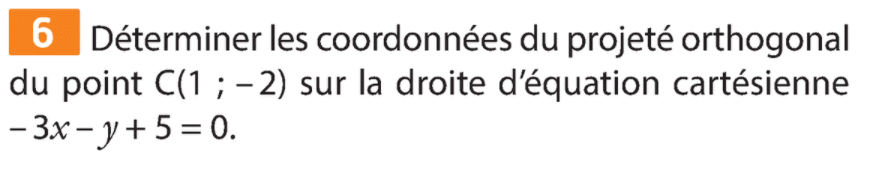 6 Déterminer les coordonnées du projeté orthogonal
du point C(1 ; – 2) sur la droite d’équation cartésienne
– 3x – y + 5 = 0.